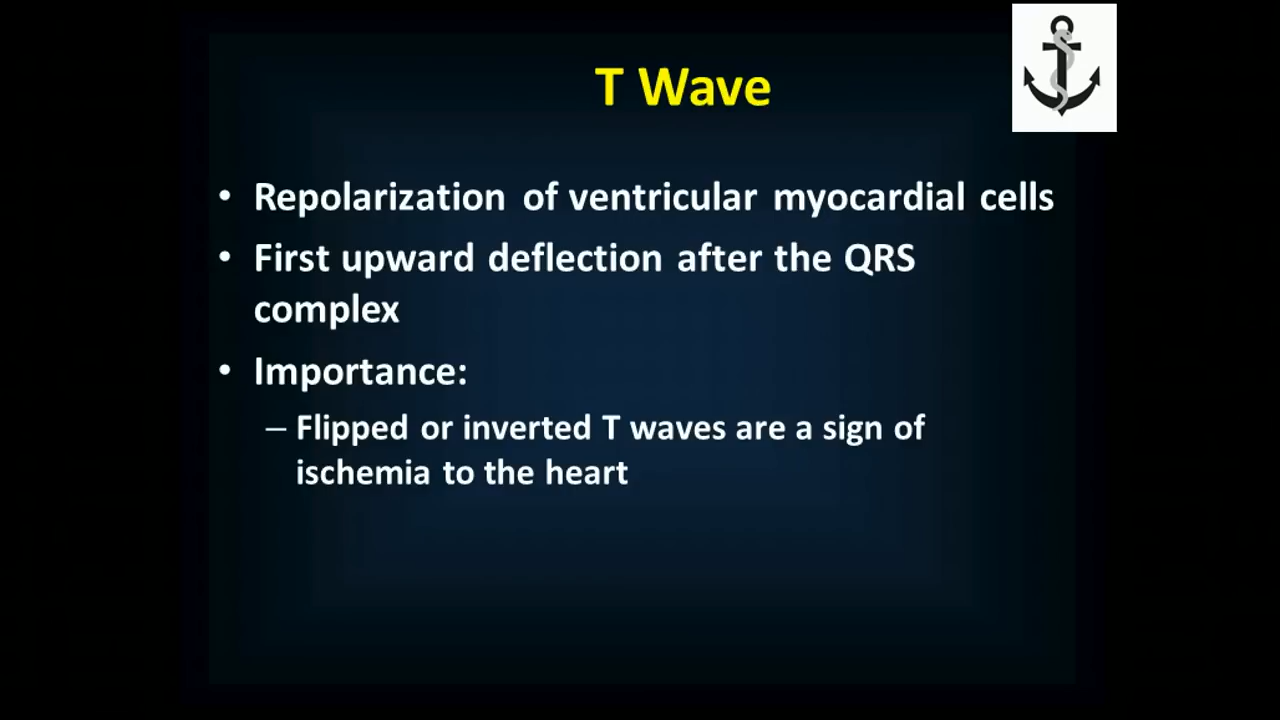 T Wave
• Repolarization of ventricular myocardial cells
• First upward deflection after the QRS
complex
• Importance:
– Flipped or inverted T waves are a sign of
ischemia to the heart